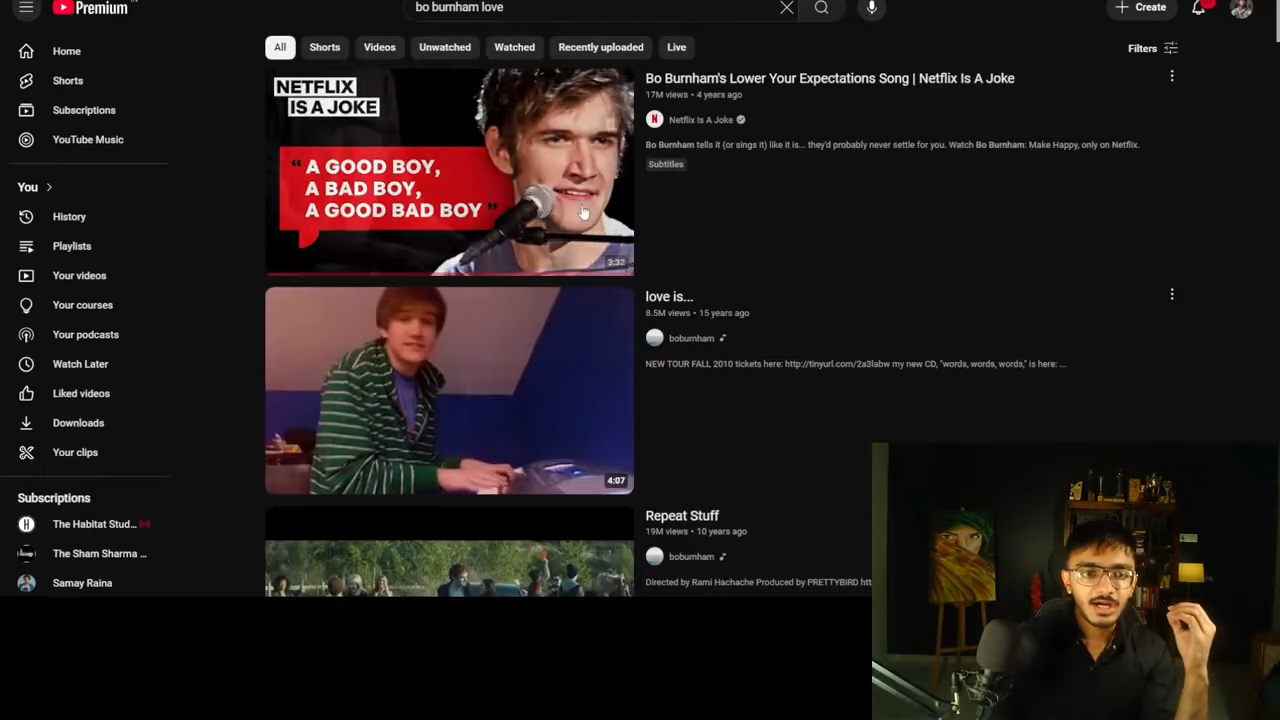 Premium
bo burnham love
Create
All
Shorts
Videos
Unwatched
Watched
Recently uploaded
Live
Filters
Home
Shorts
Subscriptions
YouTube Music
You
History
Playlists
Your videos
Your courses
Your podcasts
Watch Later
Liked videos
Downloads
Your clips
Subscriptions
The Habitat Stud...
The Sham Sharma ...
Samay Raina
NETFLIX
IS A JOKE
“ A GOOD BOY,
A BAD BOY,
A GOOD BAD BOY ”
3:32
Bo Burnham's Lower Your Expectations Song | Netflix Is A Joke
17M views • 4 years ago
N
Netflix Is A Joke
Bo Burnham tells it (or sings it) like it is... they'd probably never settle for you. Watch Bo Burnham: Make Happy, only on Netflix.
Subtitles
4:07
love is...
8.5M views • 15 years ago
boburnham
NEW TOUR FALL 2010 tickets here: http://tinyurl.com/2a3labw my new CD, "words, words, words," is here: ...
Repeat Stuff
19M views • 10 years ago
boburnham
Directed by Rami Hachache Produced by PRETTYBIRD htt